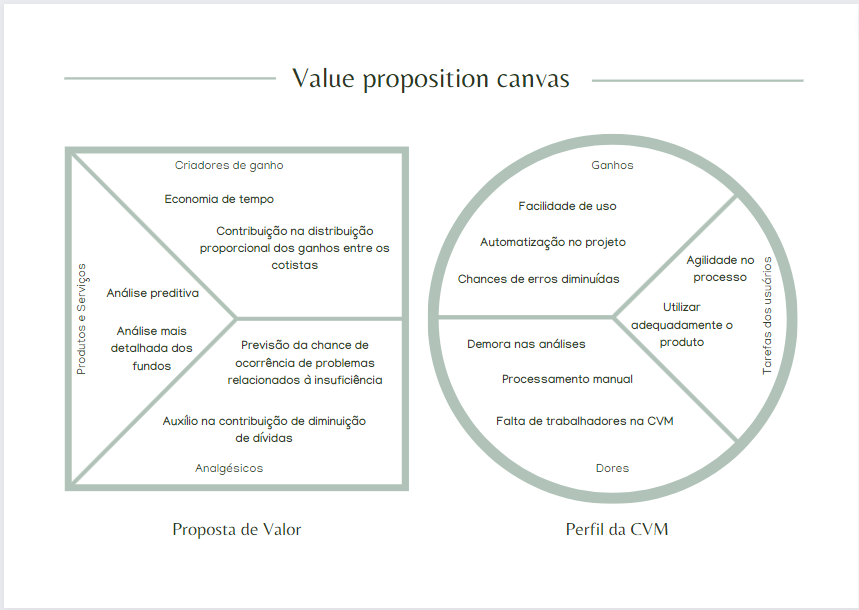 Value proposition canvas
Criadores de ganho
Economia de tempo
Contribuição na distribuição
proporcional dos ganhos entre os
cotistas
Produtos e Serviços
Análise preditiva
Análise mais
detalhada dos
fundos
Previsão da chance de
ocorrência de problemas
relacionados à insuficiência
Auxílio na contribuição de diminuição
de dívidas
Analgésicos
Proposta de Valor
Ganhos
Facilidade de uso
Automatização no projeto
Chances de erros diminuídas
Agilidade no
processo
Utilizar
adequadamente o
produto
Tarefas dos usuários
Demora nas análises
Processamento manual
Falta de trabalhadores na CVM
Dores
Perfil da CVM